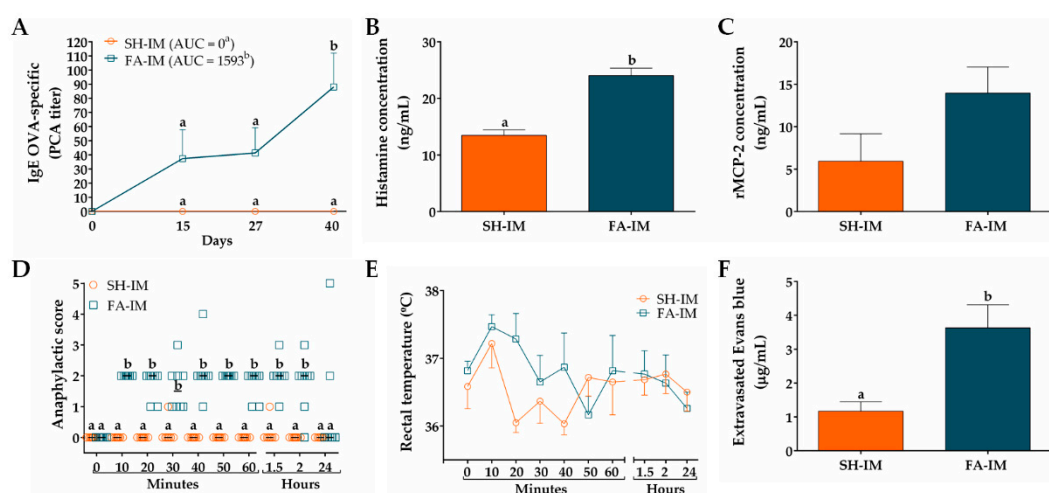 A
SH-IM (AUC = 0a)
FA-IM (AUC = 1593b)
IgE OVA-specific
(PCA titer)
120
110
100
90
80
70
60
50
40
30
20
10
0
a
a
b
a
a
a
0
15
27
40
Days
B
Histamine concentration
(ng/mL)
30
20
10
0
a
b
SH-IM
FA-IM
C
rMCP-2 concentration
(ng/mL)
20
15
10
5
0
SH-IM
FA-IM
D
SH-IM
FA-IM
Anaphylactic score
5
4
3
2
1
0
b b b b b b b b b
a a a a a a a a a a a
0 10 20 30 40 50 60 1.5 2 24
Minutes Hours
E
SH-IM
FA-IM
Rectal temperature (ºC)
38
37
36
0 10 20 30 40 50 60 1.5 2 24
Minutes Hours
F
Extravasated Evans blue
(µg/mL)
5
4
3
2
1
0
a
b
SH-IM
FA-IM